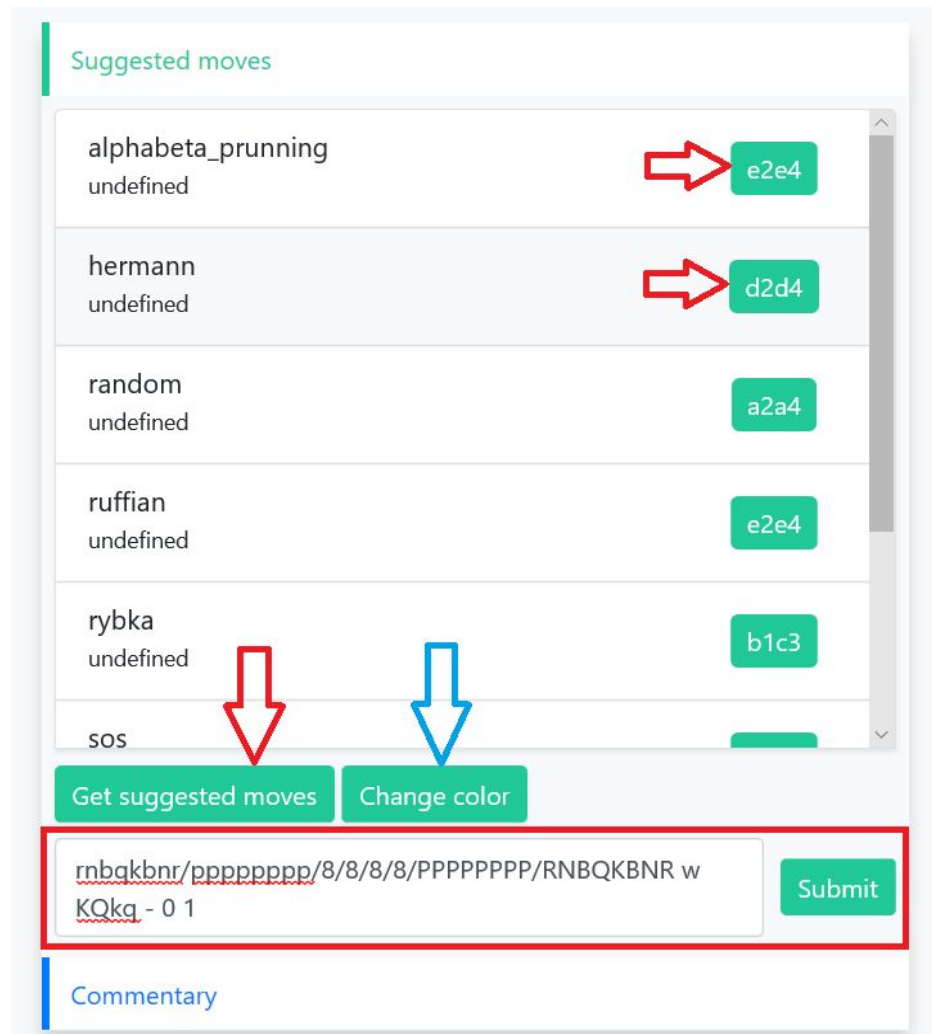 Suggested moves
alphabeta_prunning
undefined
e2e4
hermann
undefined
d2d4
random
undefined
a2a4
ruffian
undefined
e2e4
rybka
undefined
b1c3
sos
Get suggested moves
Change color
rnbqkbnr/pppppppp/8/8/8/8/PPPPPPPP/RNBQKBNR w
KQkq - 0 1
Submit
Commentary